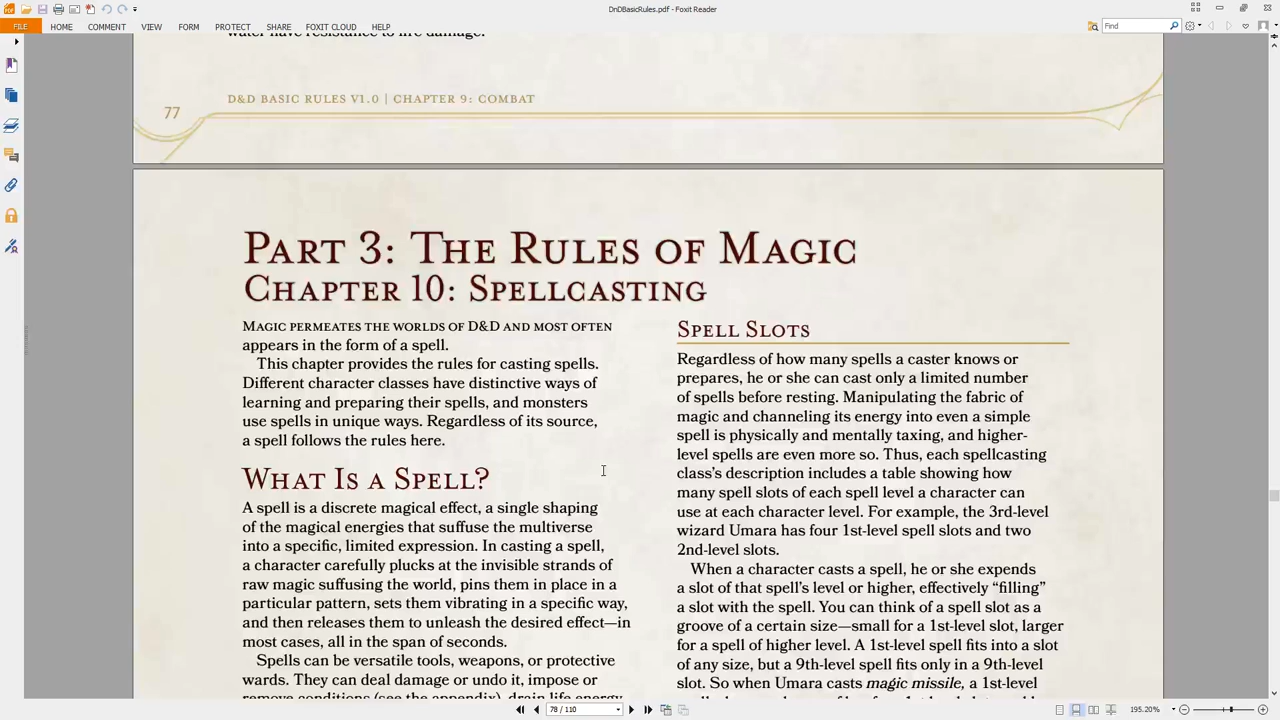 DnDBasicRules.pdf - Foxit Reader
FILE HOME COMMENT VIEW FORM PROTECT SHARE FOXIT CLOUD HELP
Find
D&D BASIC RULES V1.0 | CHAPTER 9: COMBAT
77
PART 3: THE RULES OF MAGIC
CHAPTER 10: SPELLCASTING
MAGIC PERMEATES THE WORLDS OF D&D AND MOST OFTEN
appears in the form of a spell.
This chapter provides the rules for casting spells.
Different character classes have distinctive ways of
learning and preparing their spells, and monsters
use spells in unique ways. Regardless of its source,
a spell follows the rules here.
WHAT IS A SPELL?
A spell is a discrete magical effect, a single shaping
of the magical energies that suffuse the multiverse
into a specific, limited expression. In casting a spell,
a character carefully plucks at the invisible strands of
raw magic suffusing the world, pins them in place in a
particular pattern, sets them vibrating in a specific way,
and then releases them to unleash the desired effect—in
most cases, all in the span of seconds.
Spells can be versatile tools, weapons, or protective
wards. They can deal damage or undo it, impose or
remove conditions (see the appendix), drain life energy
SPELL SLOTS
Regardless of how many spells a caster knows or
prepares, he or she can cast only a limited number
of spells before resting. Manipulating the fabric of
magic and channeling its energy into even a simple
spell is physically and mentally taxing, and higher-
level spells are even more so. Thus, each spellcasting
class's description includes a table showing how
many spell slots of each spell level a character can
use at each character level. For example, the 3rd-level
wizard Umara has four 1st-level spell slots and two
2nd-level slots.
When a character casts a spell, he or she expends
a slot of that spell's level or higher, effectively “filling”
a slot with the spell. You can think of a spell slot as a
groove of a certain size—small for a 1st-level slot, larger
for a spell of higher level. A 1st-level spell fits into a slot
of any size, but a 9th-level spell fits only in a 9th-level
slot. So when Umara casts magic missile, a 1st-level
78 / 110
195.20%